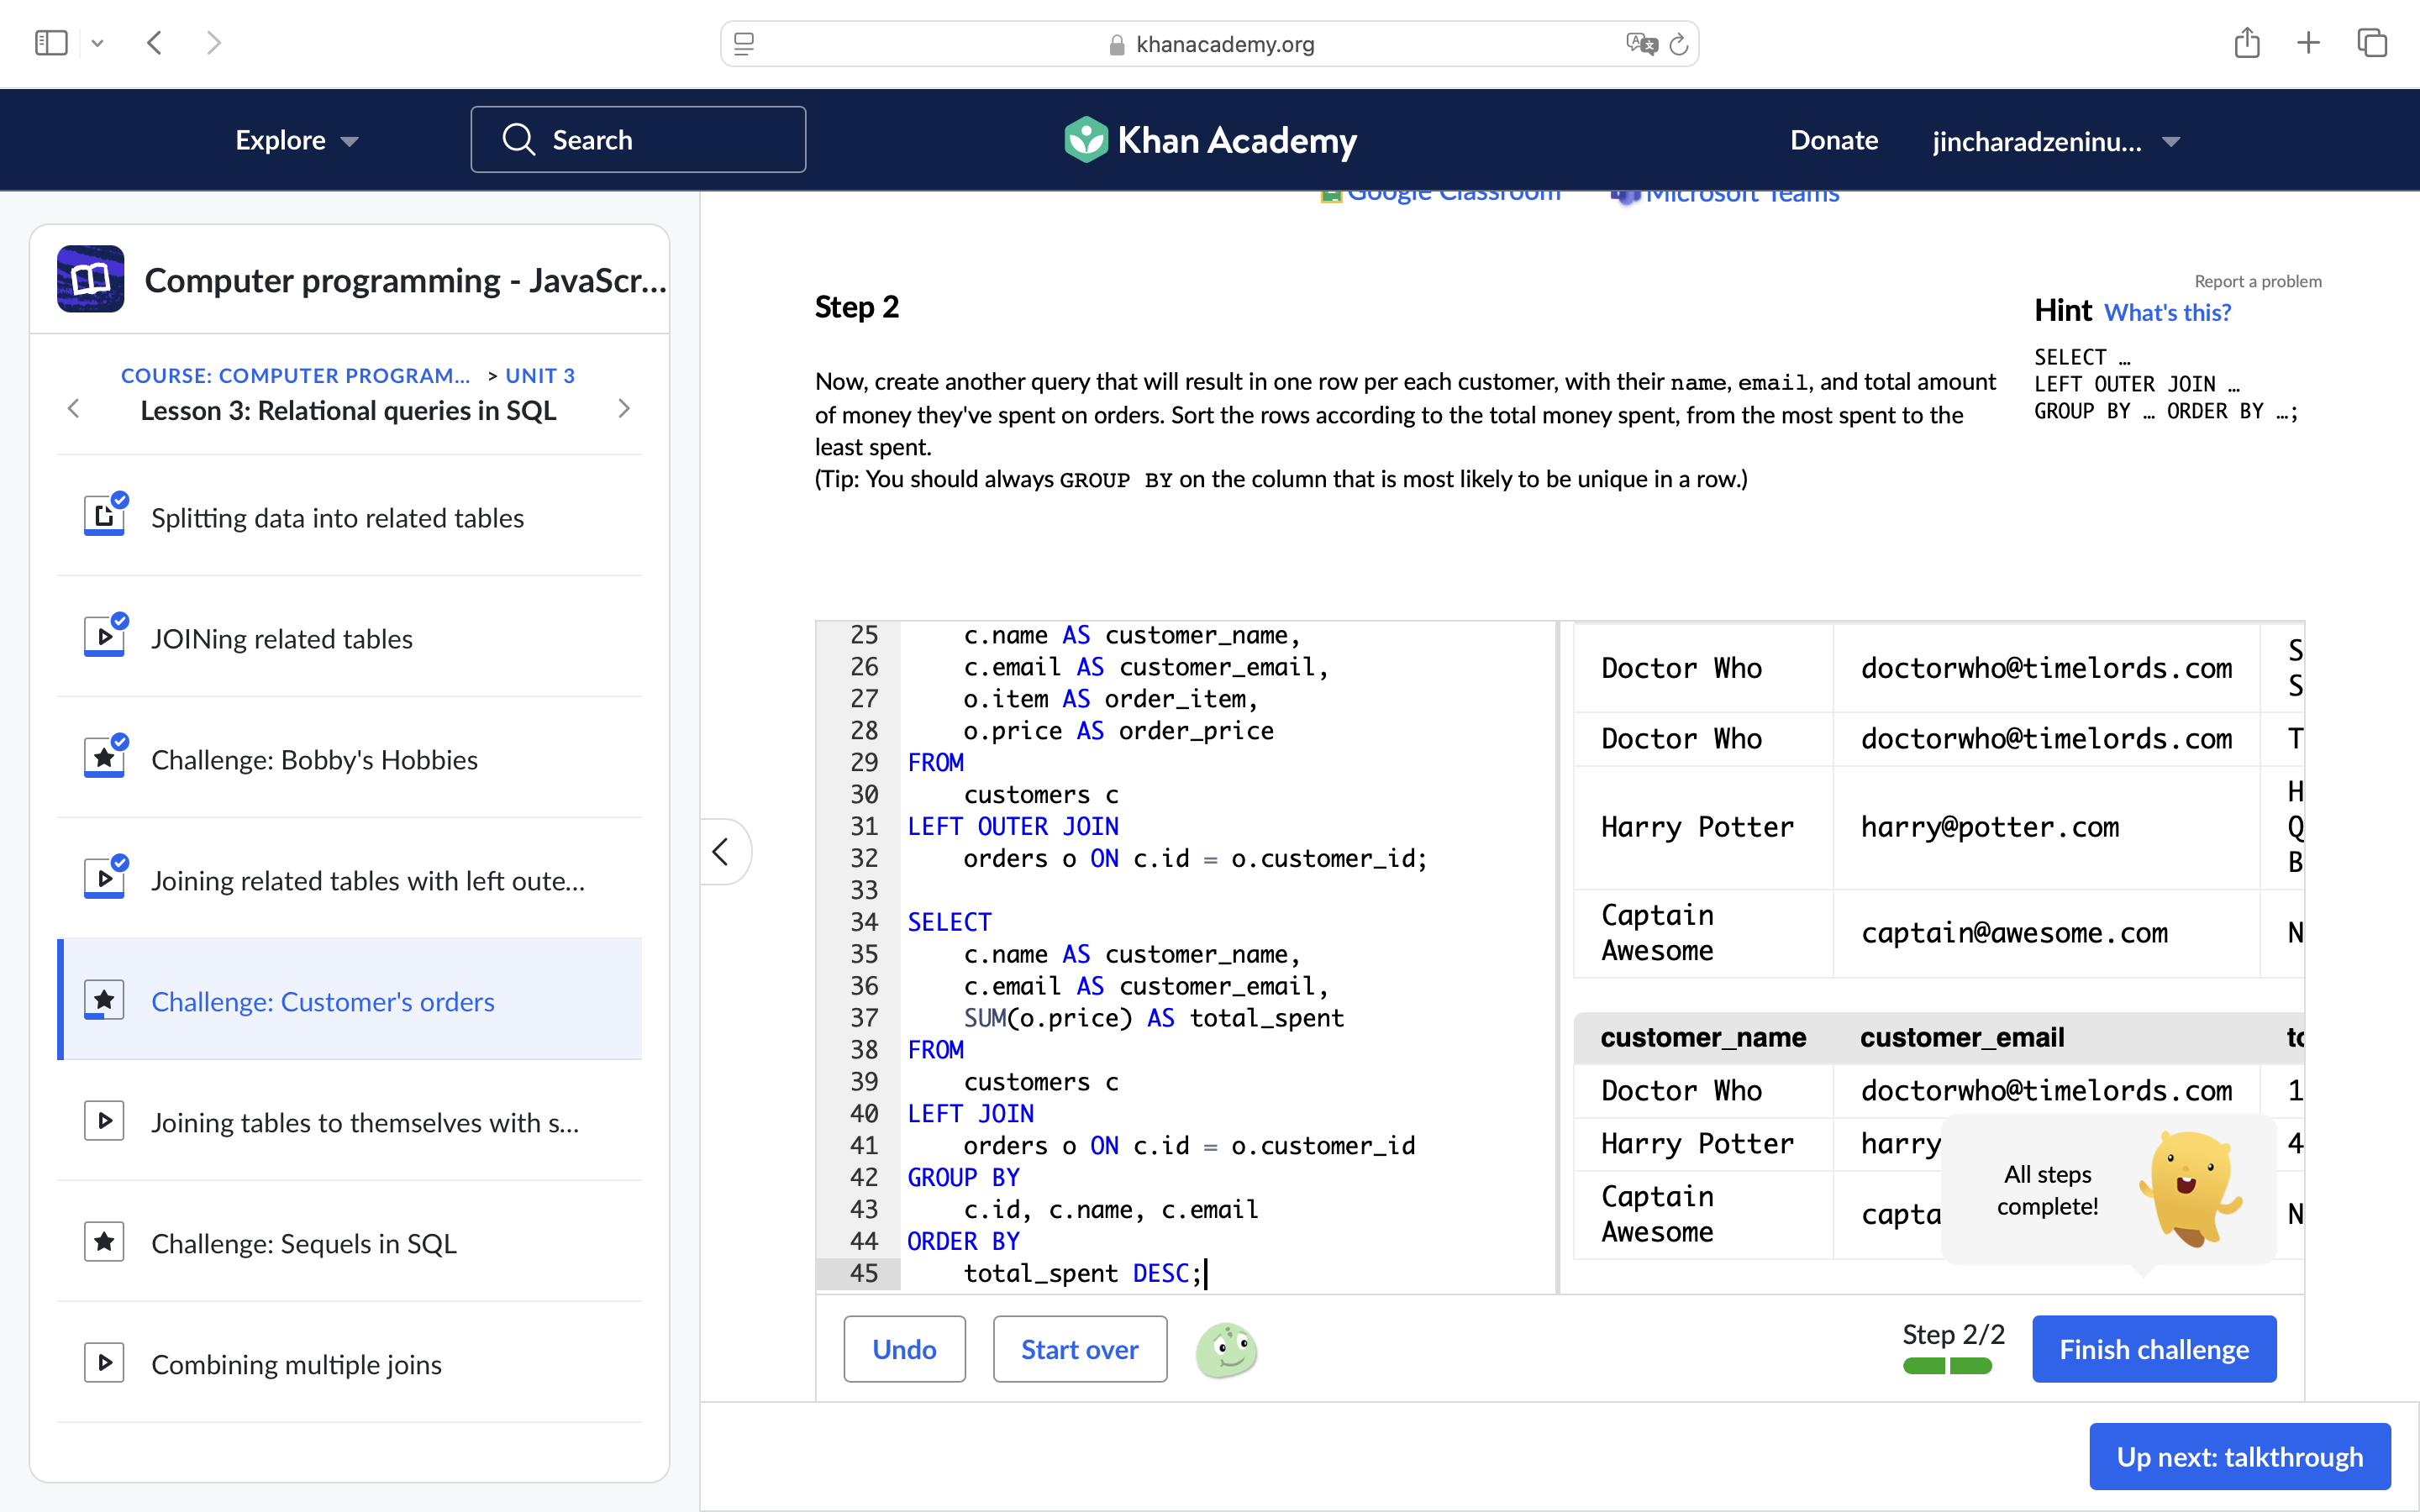 khanacademy.org
Explore
Search
Khan Academy
Donate
jincharadzeninu...
Google Classroom
Microsoft Teams
Computer programming - JavaScr...
COURSE: COMPUTER PROGRAM... > UNIT 3
Lesson 3: Relational queries in SQL
Splitting data into related tables
JOINing related tables
Challenge: Bobby's Hobbies
Joining related tables with left oute...
Challenge: Customer's orders
Joining tables to themselves with s...
Challenge: Sequels in SQL
Combining multiple joins
Report a problem
Step 2
Now, create another query that will result in one row per each customer, with their name, email, and total amount
of money they've spent on orders. Sort the rows according to the total money spent, from the most spent to the
least spent.
(Tip: You should always GROUP BY on the column that is most likely to be unique in a row.)
Hint What's this?
SELECT …
LEFT OUTER JOIN …
GROUP BY … ORDER BY …;
25 c.name AS customer_name,
26 c.email AS customer_email,
27 o.item AS order_item,
28 o.price AS order_price
29 FROM
30 customers c
31 LEFT OUTER JOIN
32 orders o ON c.id = o.customer_id;
33
34 SELECT
35 c.name AS customer_name,
36 c.email AS customer_email,
37 SUM(o.price) AS total_spent
38 FROM
39 customers c
40 LEFT JOIN
41 orders o ON c.id = o.customer_id
42 GROUP BY
43 c.id, c.name, c.email
44 ORDER BY
45 total_spent DESC;
Doctor Who doctorwho@timelords.com S
S
Doctor Who doctorwho@timelords.com T
Harry Potter harry@potter.com H
Q
B
Captain
Awesome captain@awesome.com N
customer_name customer_email to
Doctor Who doctorwho@timelords.com 1
Harry Potter harry 4
Captain
Awesome capta N
All steps
complete!
Undo
Start over
Step 2/2
Finish challenge
Up next: talkthrough